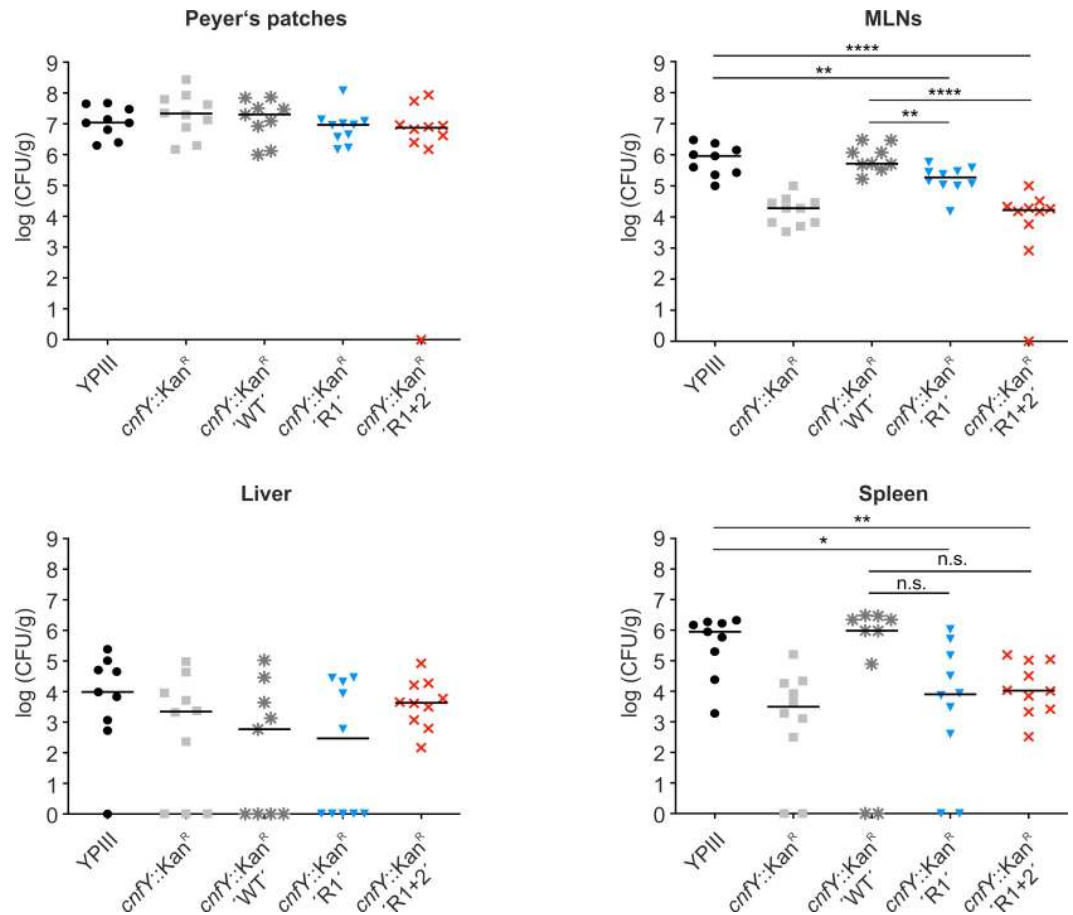 Peyer‘s patches
log (CFU/g)
9
8
7
6
5
4
3
2
1
0
YPIII
cnfY::Kanᴿ
cnfY::Kanᴿ
´WT´
cnfY::Kanᴿ
´R1´
cnfY::Kanᴿ
´R1+2´
MLNs
log (CFU/g)
9
8
7
6
5
4
3
2
1
0
****
**
****
**
YPIII
cnfY::Kanᴿ
cnfY::Kanᴿ
´WT´
cnfY::Kanᴿ
´R1´
cnfY::Kanᴿ
´R1+2´
Liver
log (CFU/g)
9
8
7
6
5
4
3
2
1
0
YPIII
cnfY::Kanᴿ
cnfY::Kanᴿ
´WT´
cnfY::Kanᴿ
´R1´
cnfY::Kanᴿ
´R1+2´
Spleen
log (CFU/g)
9
8
7
6
5
4
3
2
1
0
**
*
n.s.
n.s.
YPIII
cnfY::Kanᴿ
cnfY::Kanᴿ
´WT´
cnfY::Kanᴿ
´R1´
cnfY::Kanᴿ
´R1+2´